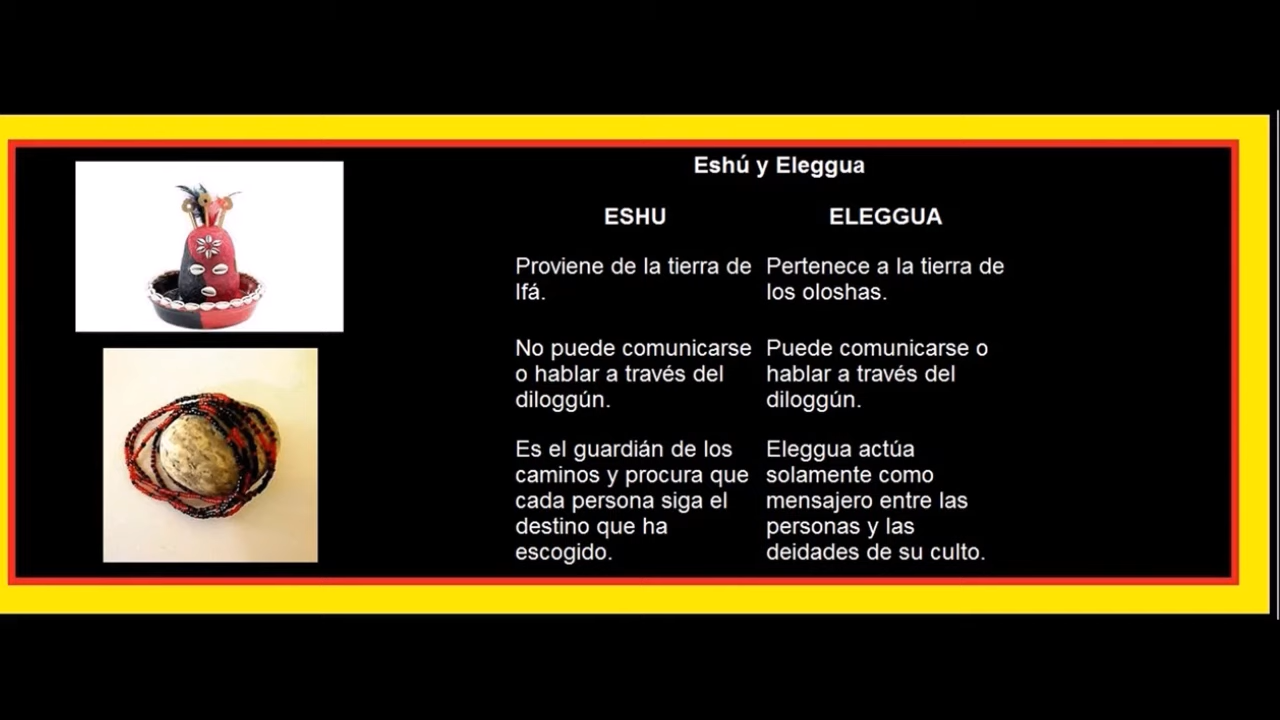 Eshú y Eleggua
ESHU
ELEGGUA
Proviene de la tierra de
Ifá.
Pertenece a la tierra de
los oloshas.
No puede comunicarse
o hablar a través del
diloggún.
Puede comunicarse o
hablar a través del
diloggún.
Es el guardián de los
caminos y procura que
cada persona siga el
destino que ha
escogido.
Eleggua actúa
solamente como
mensajero entre las
personas y las
deidades de su culto.